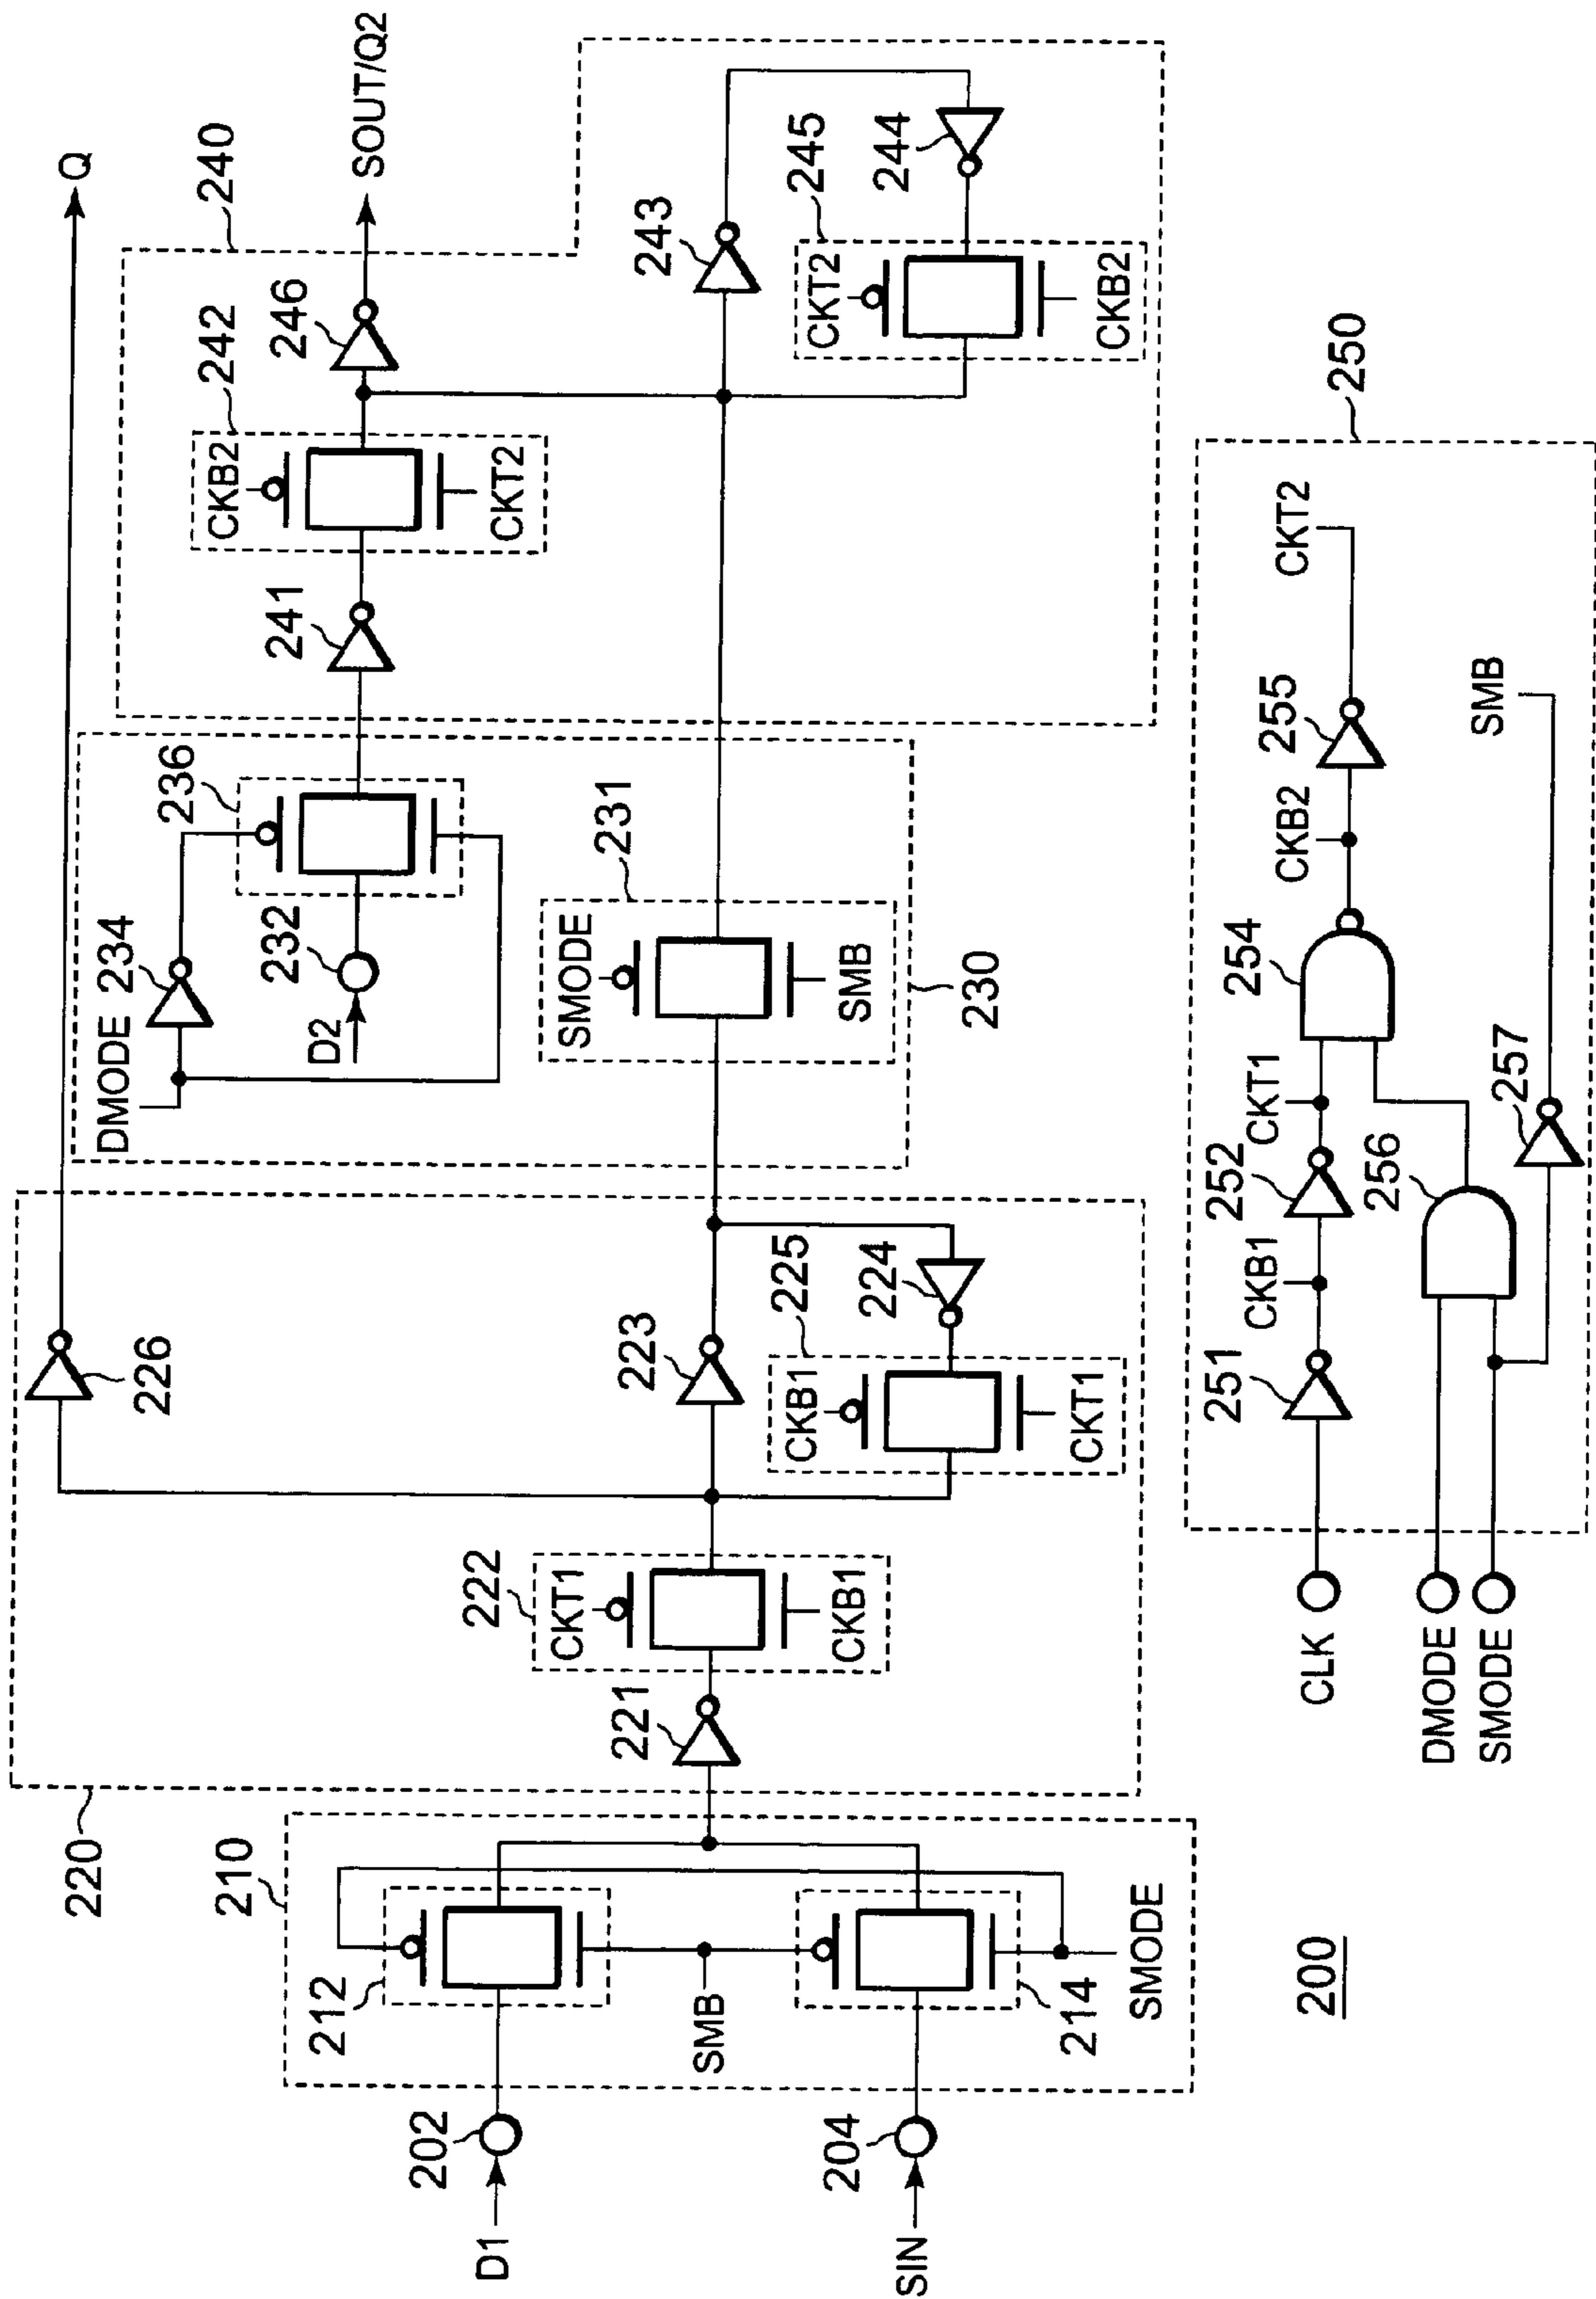 D1
202
SIN
204
210
212
SMB
214
SMODE
220
221
222
CKT1
CKB1
226
223
225
CKB1
CKT1
224
Q
DMODE
234
236
232
D2
SMODE
231
SMB
230
240
241
242
CKB2
CKT2
246
SOUT/Q2
243
245
CKT2
CKB2
244
200
CLK
DMODE
SMODE
250
251
CKB1
252
CKT1
254
256
257
CKB2
255
SMB
CKT2